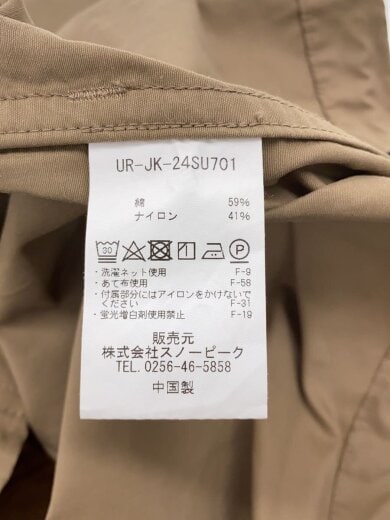 UR-JK-24SU701
綿 59%
ナイロン 41%
30 P
・洗濯ネット使用 F-9
・あて布使用 F-58
・付属部分にはアイロンをかけないで
ください F-31
・蛍光増白剤使用禁止 F-19
販売元
株式会社スノーピーク
TEL.0256-46-5858
中国製